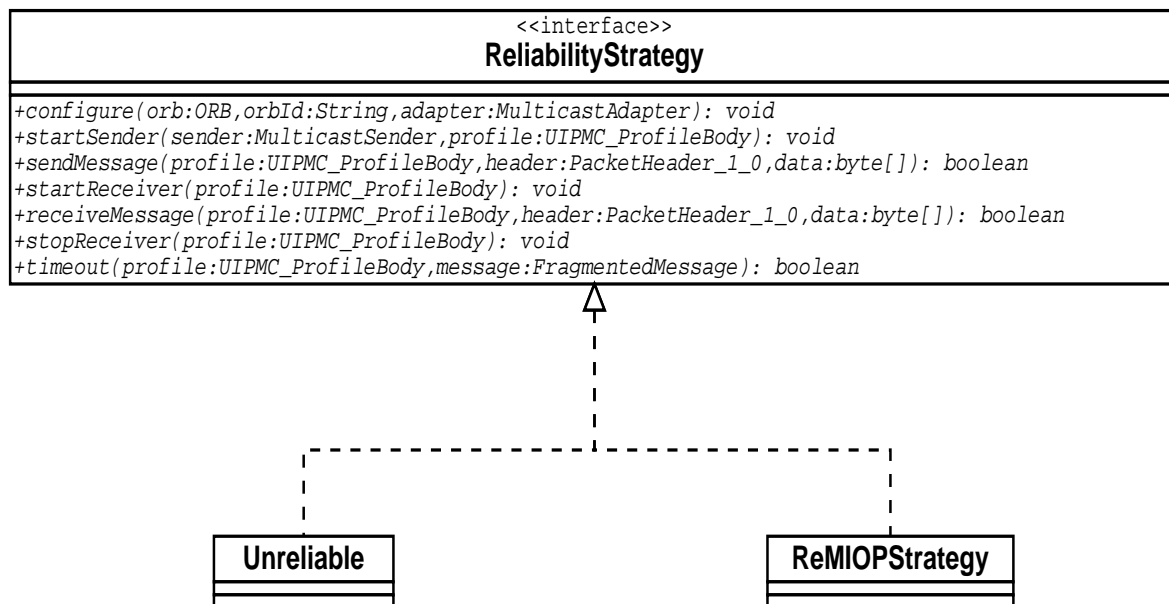 <<interface>>
ReliabilityStrategy
+configure(orb:ORB,orbId:String,adapter:MulticastAdapter): void
+startSender(sender:MulticastSender,profile:UIPMC_ProfileBody): void
+sendMessage(profile:UIPMC_ProfileBody,header:PacketHeader_1_0,data:byte[]): boolean
+startReceiver(profile:UIPMC_ProfileBody): void
+receiveMessage(profile:UIPMC_ProfileBody,header:PacketHeader_1_0,data:byte[]): boolean
+stopReceiver(profile:UIPMC_ProfileBody): void
+timeout(profile:UIPMC_ProfileBody,message:FragmentedMessage): boolean
Unreliable
ReMIOPStrategy